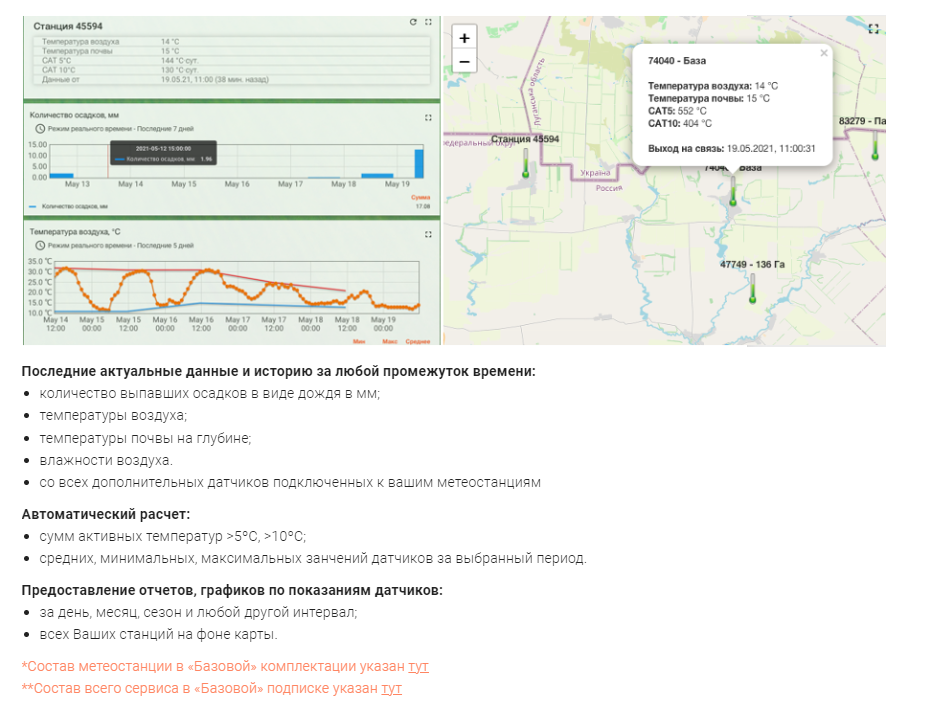 Станция 45594
Температура воздуха 14 °C
Температура почвы 15 °C
САТ 5°C 144 °C сут.
САТ 10°C 130 °C сут.
Данные от 19.05.21, 11:00 (38 мин. назад)
Количество осадков, мм
Режим реального времени - Последние 7 дней
15.00
10.00
5.00
0.00
2021-05-12 15:00:00
Количество осадков, мм 1.96
May 13 May 14 May 15 May 16 May 17 May 18 May 19
Сумма
Количество осадков, мм 17.08
Температура воздуха, °C
Режим реального времени - Последние 5 дней
35.0 °C
30.0 °C
25.0 °C
20.0 °C
15.0 °C
10.0 °C
May 14 May 15 May 15 May 16 May 16 May 17 May 17 May 18 May 18 May 19
12:00 00:00 12:00 00:00 12:00 00:00 12:00 00:00 12:00 00:00
Мин Макс Среднее
+
−
Луганська область
74040 - База
Температура воздуха: 14 °C
Температура почвы: 15 °C
САТ5: 552 °C
САТ10: 404 °C
Выход на связь: 19.05.2021, 11:00:31
×
83279 - Па
Станция 45594
федеральный округ
Україна
Россия
7404 База
47749 - 136 Га
Последние актуальные данные и историю за любой промежуток времени:
• количество выпавших осадков в виде дождя в мм;
• температуры воздуха;
• температуры почвы на глубине;
• влажности воздуха.
• со всех дополнительных датчиков подключенных к вашим метеостанциям
Автоматический расчет:
• сумм активных температур >5ºС, >10ºС;
• средних, минимальных, максимальных занчений датчиков за выбранный период.
Предоставление отчетов, графиков по показаниям датчиков:
• за день, месяц, сезон и любой другой интервал;
• всех Ваших станций на фоне карты.
*Состав метеостанции в «Базовой» комплектации указан тут
**Состав всего сервиса в «Базовой» подписке указан тут